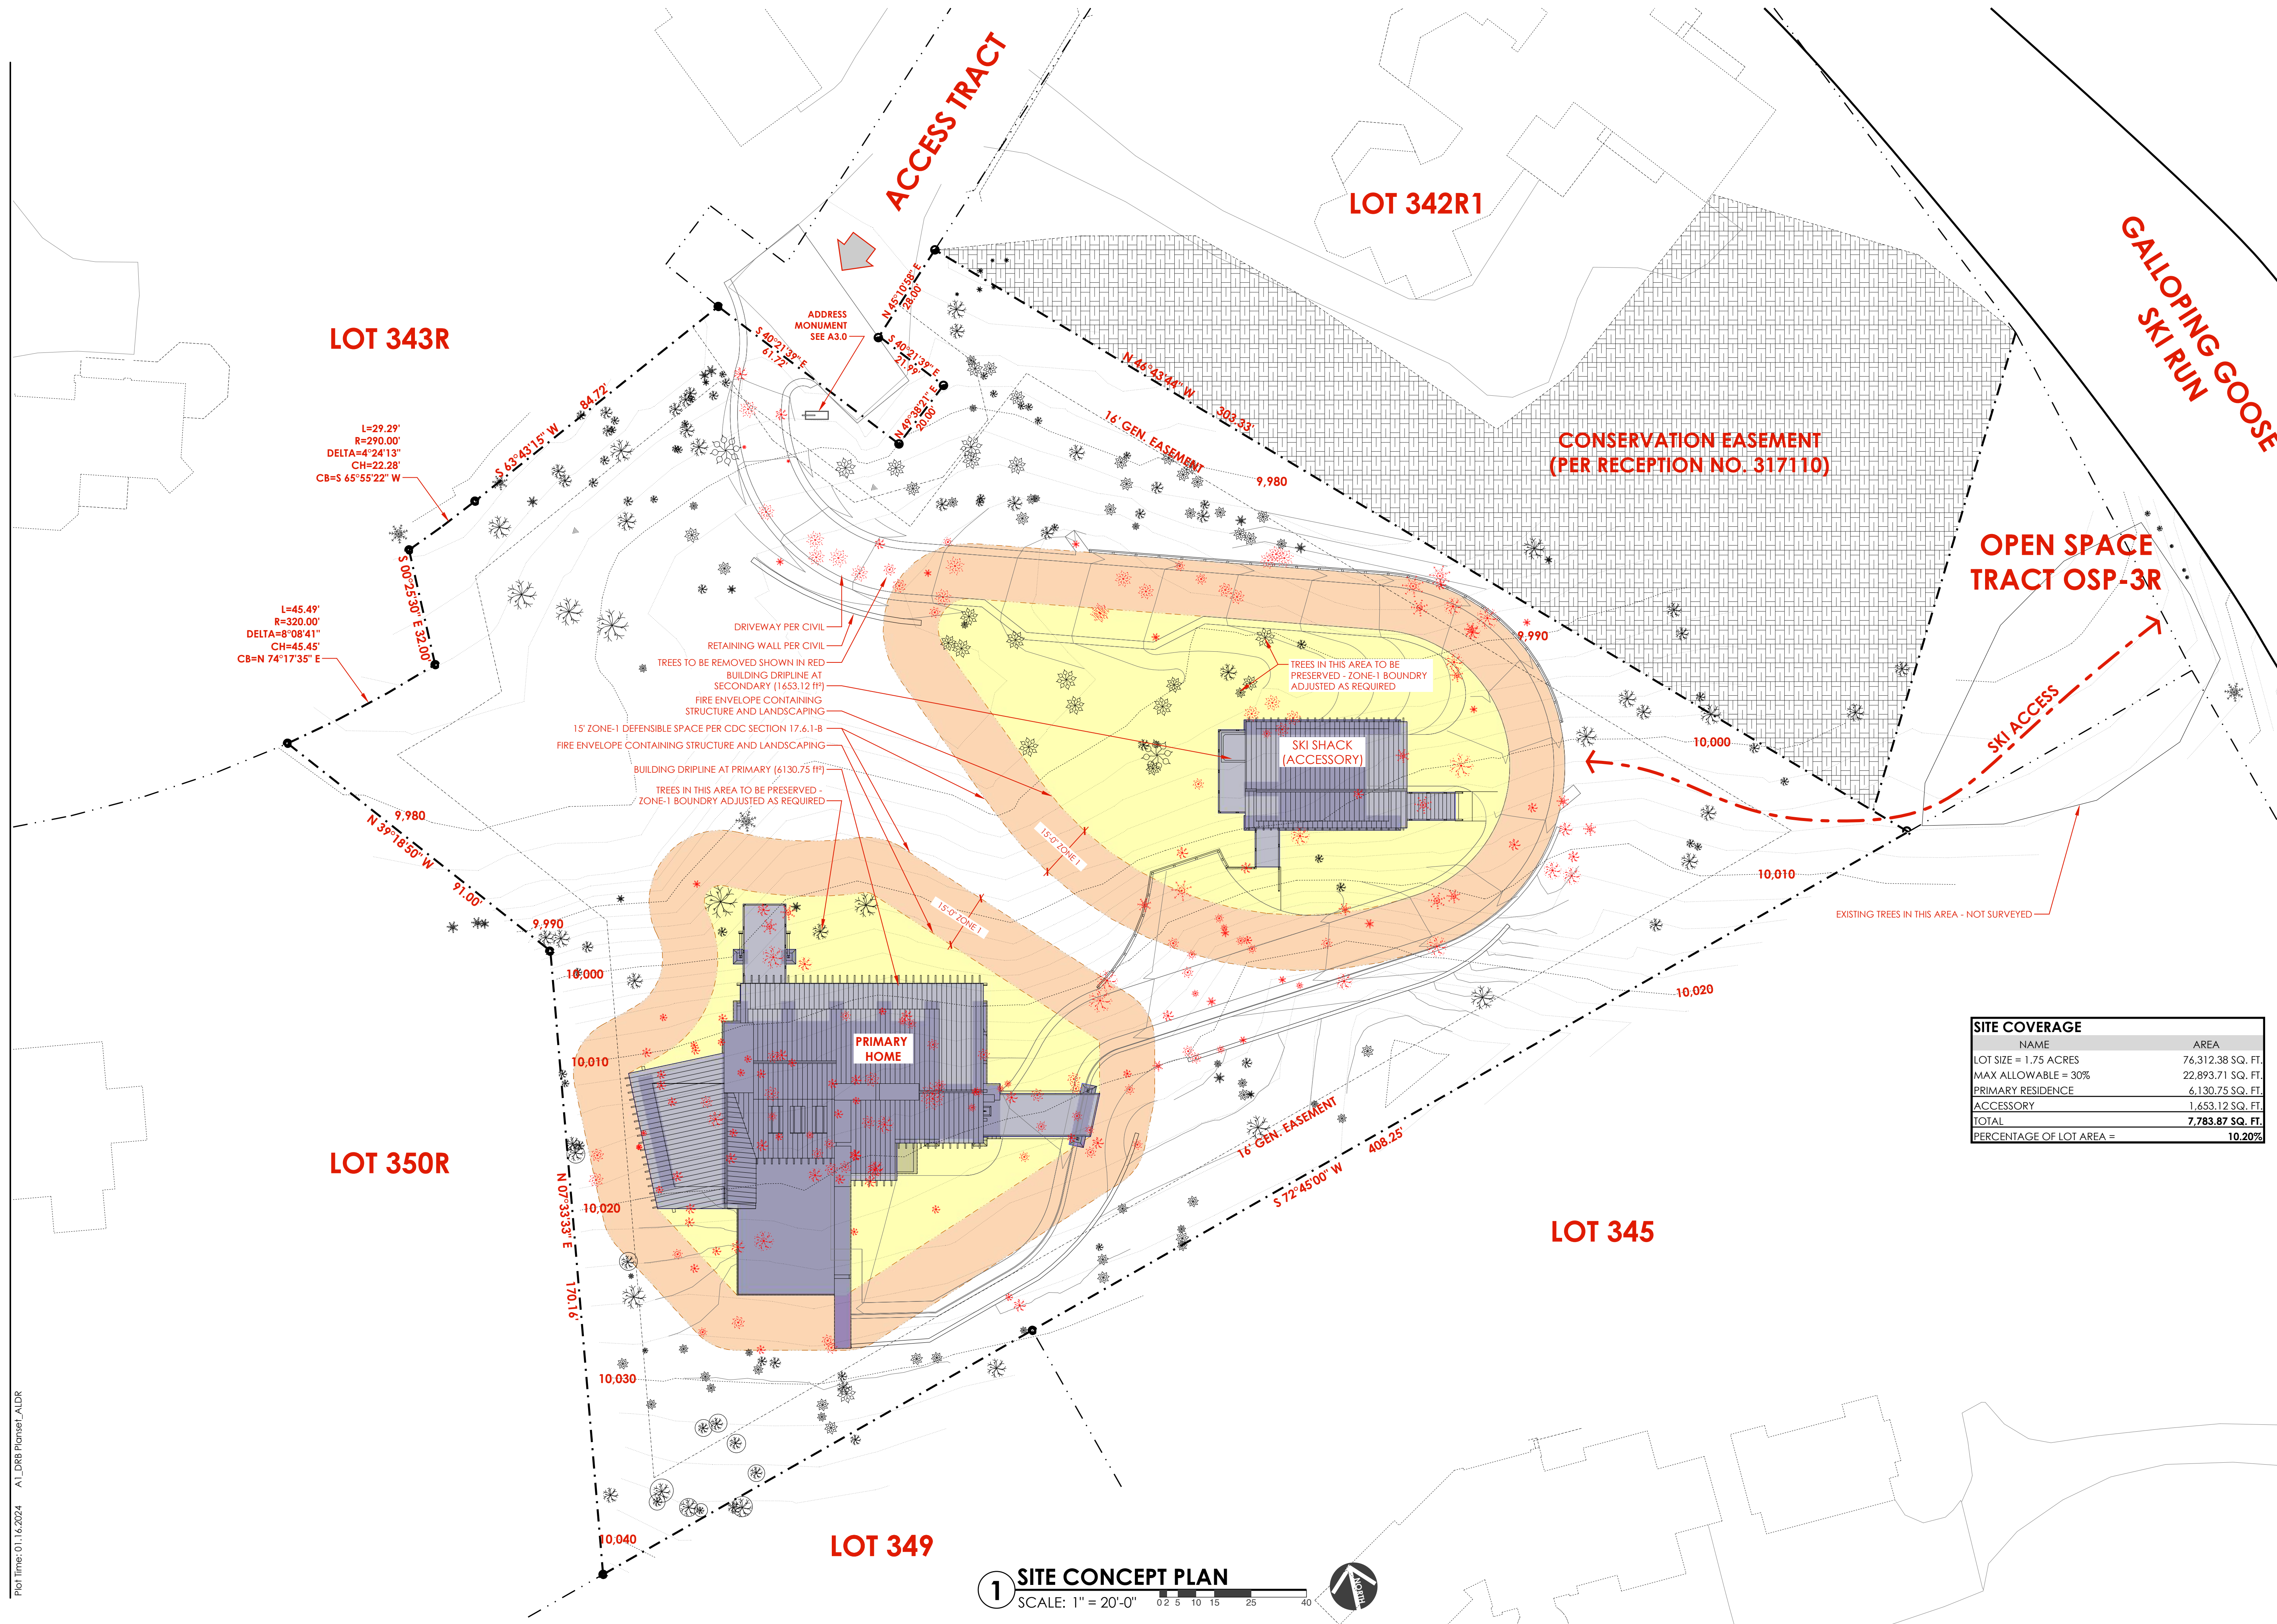 ACCESS TRACT
LOT 342R1
GALLOPING GOOSE
SKI RUN
LOT 343R
ADDRESS
MONUMENT
SEE A3.0
N 45°10'58" E
28.00'
S 40°21'39" E
61.72'
S 40°21'39" E
21.99'
N 49°38'21" E
20.00'
N 46°43'44" W
303.33'
16' GEN. EASEMENT
9,980
CONSERVATION EASEMENT
(PER RECEPTION NO. 317110)
OPEN SPACE
TRACT OSP-3R
S 63°43'15" W
84.72'
L=29.29'
R=290.00'
DELTA=4°24'13"
CH=22.28'
CB=S 65°55'22" W
S 00°25'30" E 32.00'
L=45.49'
R=320.00'
DELTA=8°08'41"
CH=45.45'
CB=N 74°17'35" E
DRIVEWAY PER CIVIL
RETAINING WALL PER CIVIL
TREES TO BE REMOVED SHOWN IN RED
BUILDING DRIPLINE AT
SECONDARY (1653.12 ft²)
FIRE ENVELOPE CONTAINING
STRUCTURE AND LANDSCAPING
15' ZONE-1 DEFENSIBLE SPACE PER CDC SECTION 17.6.1-B
FIRE ENVELOPE CONTAINING STRUCTURE AND LANDSCAPING
BUILDING DRIPLINE AT PRIMARY (6130.75 ft²)
TREES IN THIS AREA TO BE PRESERVED -
ZONE-1 BOUNDRY ADJUSTED AS REQUIRED
TREES IN THIS AREA TO BE
PRESERVED - ZONE-1 BOUNDRY
ADJUSTED AS REQUIRED
9,990
SKI SHACK
(ACCESSORY)
10,000
SKI ACCESS
15'-0" ZONE 1
15'-0" ZONE 1
10,010
EXISTING TREES IN THIS AREA - NOT SURVEYED
10,020
9,980
N 39°18'50" W
91.00'
9,990
10,000
10,010
PRIMARY
HOME
SITE COVERAGE
NAME AREA
LOT SIZE = 1.75 ACRES 76,312.38 SQ. FT.
MAX ALLOWABLE = 30% 22,893.71 SQ. FT.
PRIMARY RESIDENCE 6,130.75 SQ. FT.
ACCESSORY 1,653.12 SQ. FT.
TOTAL 7,783.87 SQ. FT.
PERCENTAGE OF LOT AREA = 10.20%
16' GEN. EASEMENT
S 72°45'00" W
408.25'
LOT 350R
N 07°33'33" E
170.16'
10,020
LOT 345
10,030
10,040
LOT 349
1
SITE CONCEPT PLAN
SCALE: 1" = 20'-0"
0 2 5 10 15 25 40
NORTH
Plot Time: 01.16.2024 A1_DRB Planset_ALDR